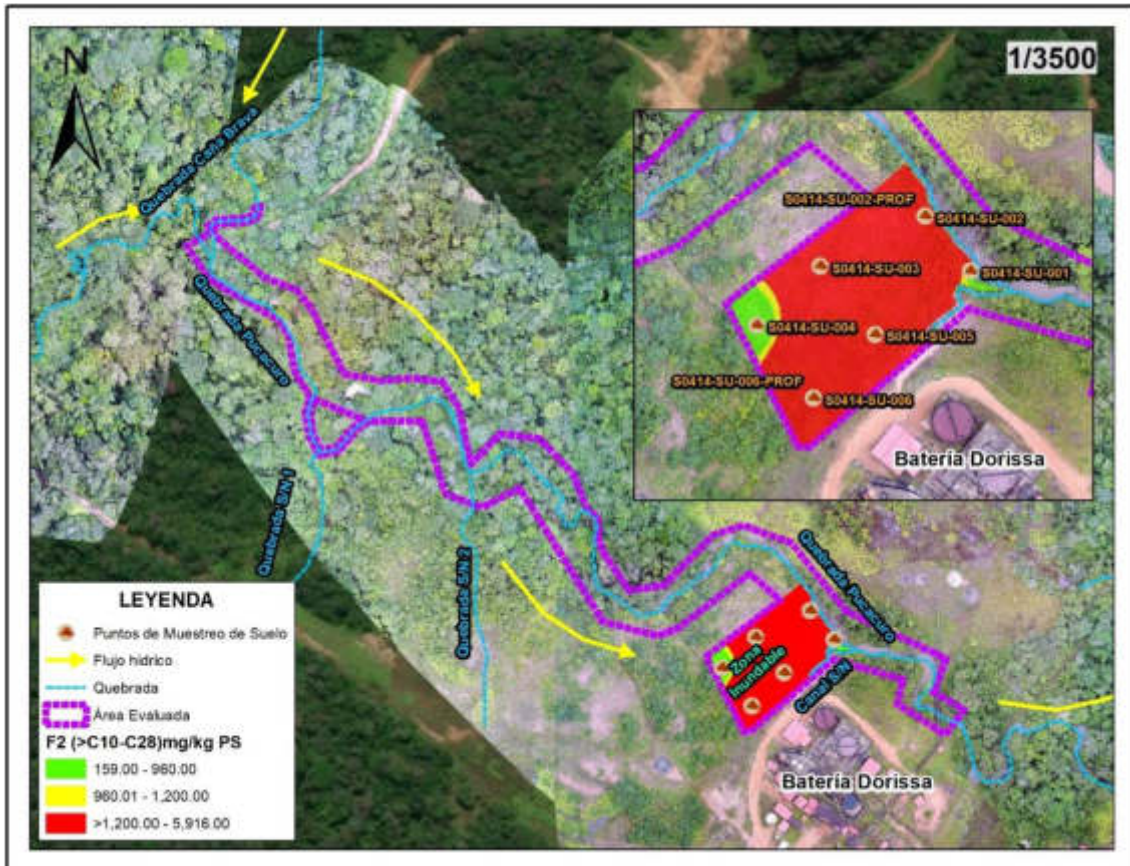 1/3500
N
Quebrada Caña Brava
Quebrada Pucacuro
Quebrada S/N 1
Quebrada S/N 2
S0414-SU-002-PROF
S0414-SU-002
S0414-SU-003
S0414-SU-001
S0414-SU-004
S0414-SU-005
S0414-SU-006-PROF
S0414-SU-006
Batería Dorissa
Quebrada Pucacuro
Zona
Inundable
Canal S/N
Batería Dorissa
LEYENDA
Puntos de Muestreo de Suelo
Flujo hídrico
Quebrada
Área Evaluada
F2 (>C10-C28)mg/kg PS
159.00 - 960.00
960.01 - 1,200.00
>1,200.00 - 5,916.00